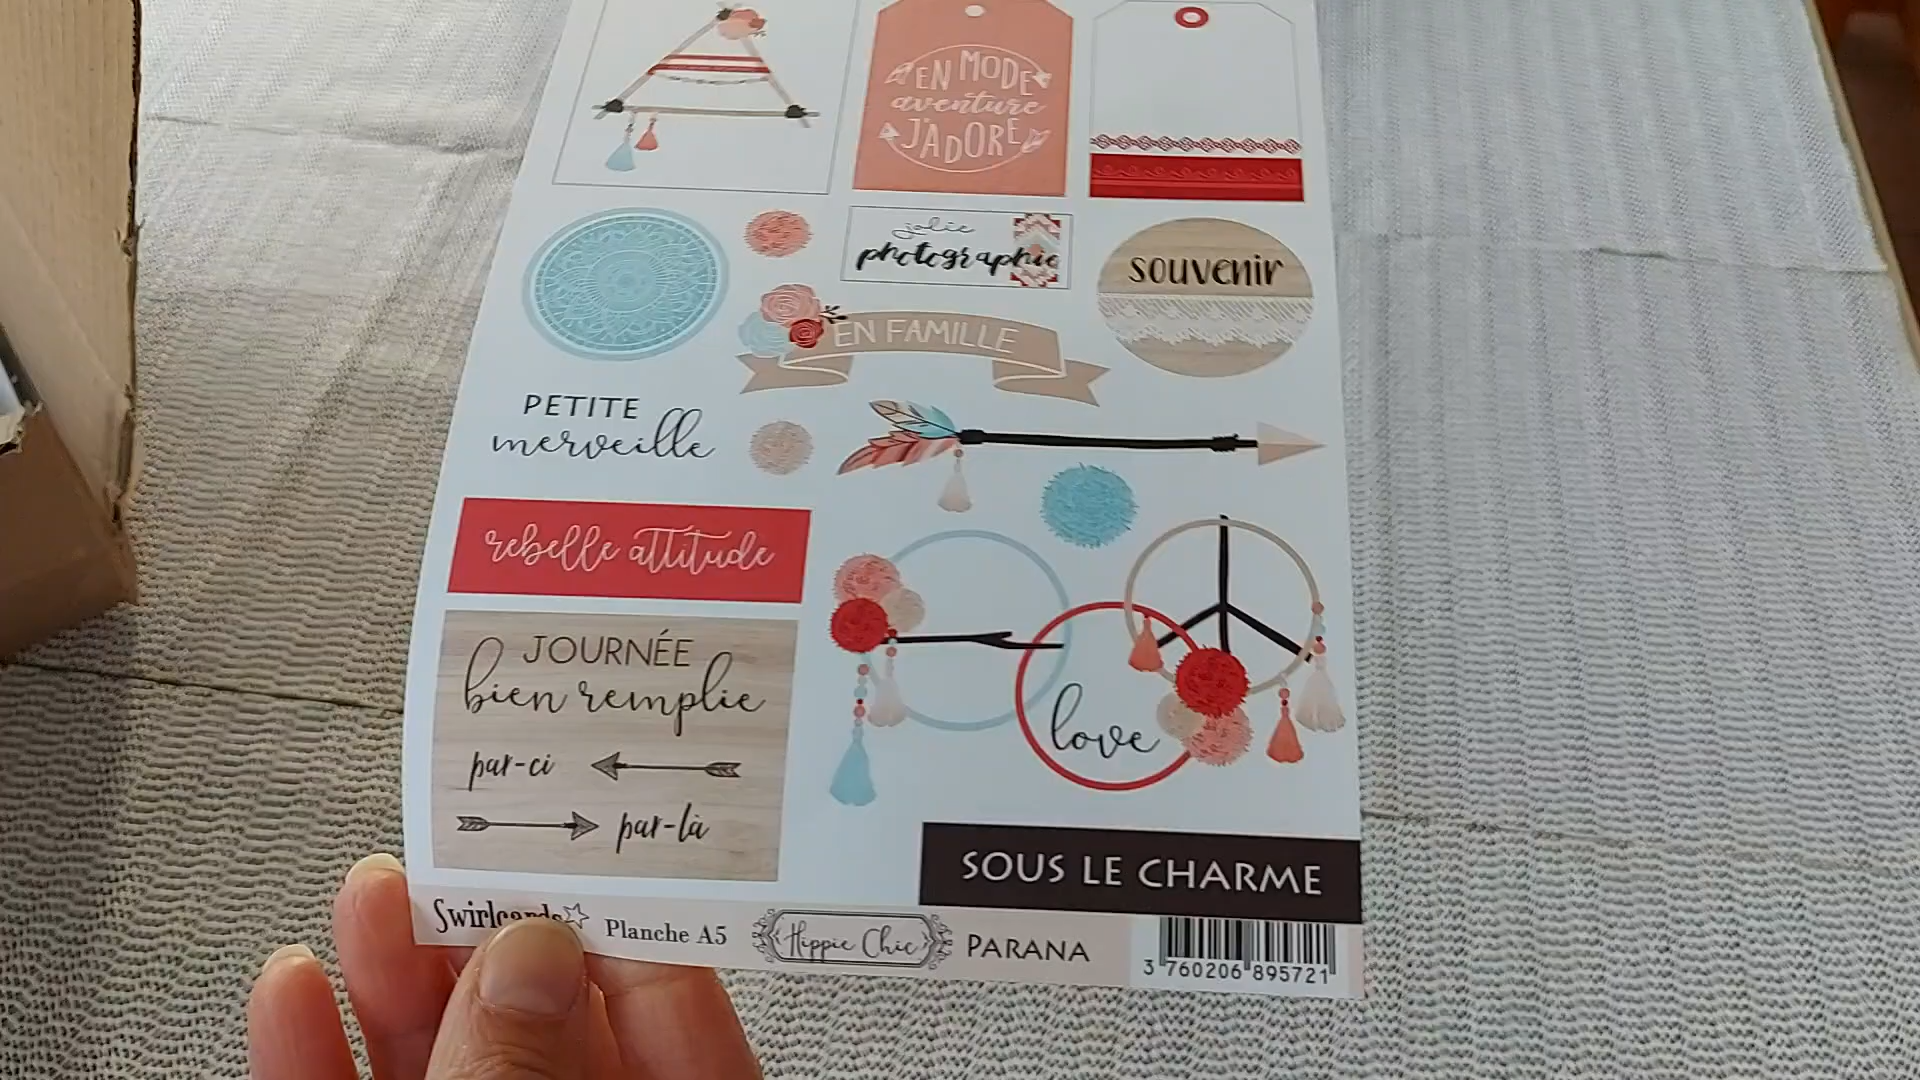 EN MODE
aventure
J'ADORE
jolie
photographie
souvenir
EN FAMILLE
PETITE
merveille
rebelle attitude
JOURNÉE
bien remplie
par-ci
par-là
love
SOUS LE CHARME
Swirlcards Planche A5 Hippie Chic PARANA
3 760206 895721